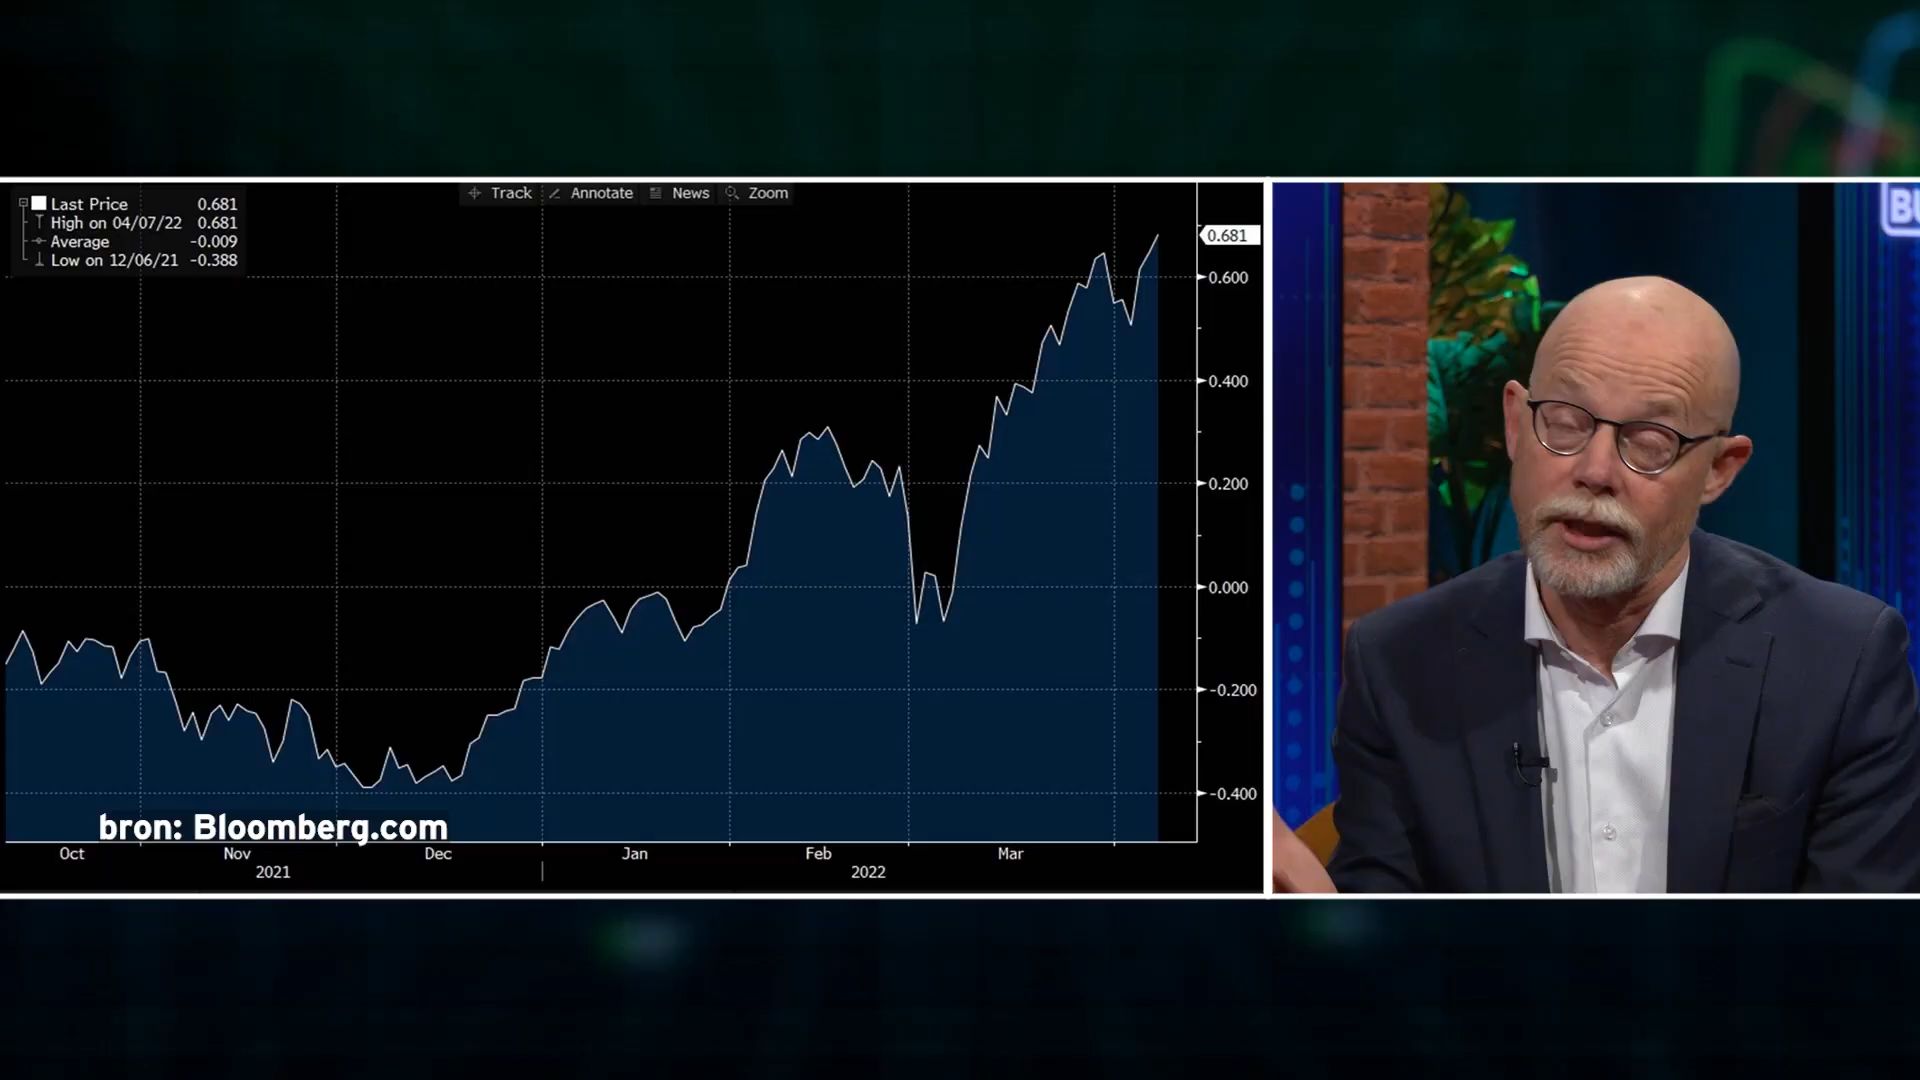 Track Annotate News Zoom
Last Price 0.681
High on 04/07/22 0.681
Average -0.009
Low on 12/06/21 -0.388
0.681
0.600
0.400
0.200
0.000
-0.200
-0.400
bron: Bloomberg.com
Oct Nov Dec Jan Feb Mar
2021 2022
BU